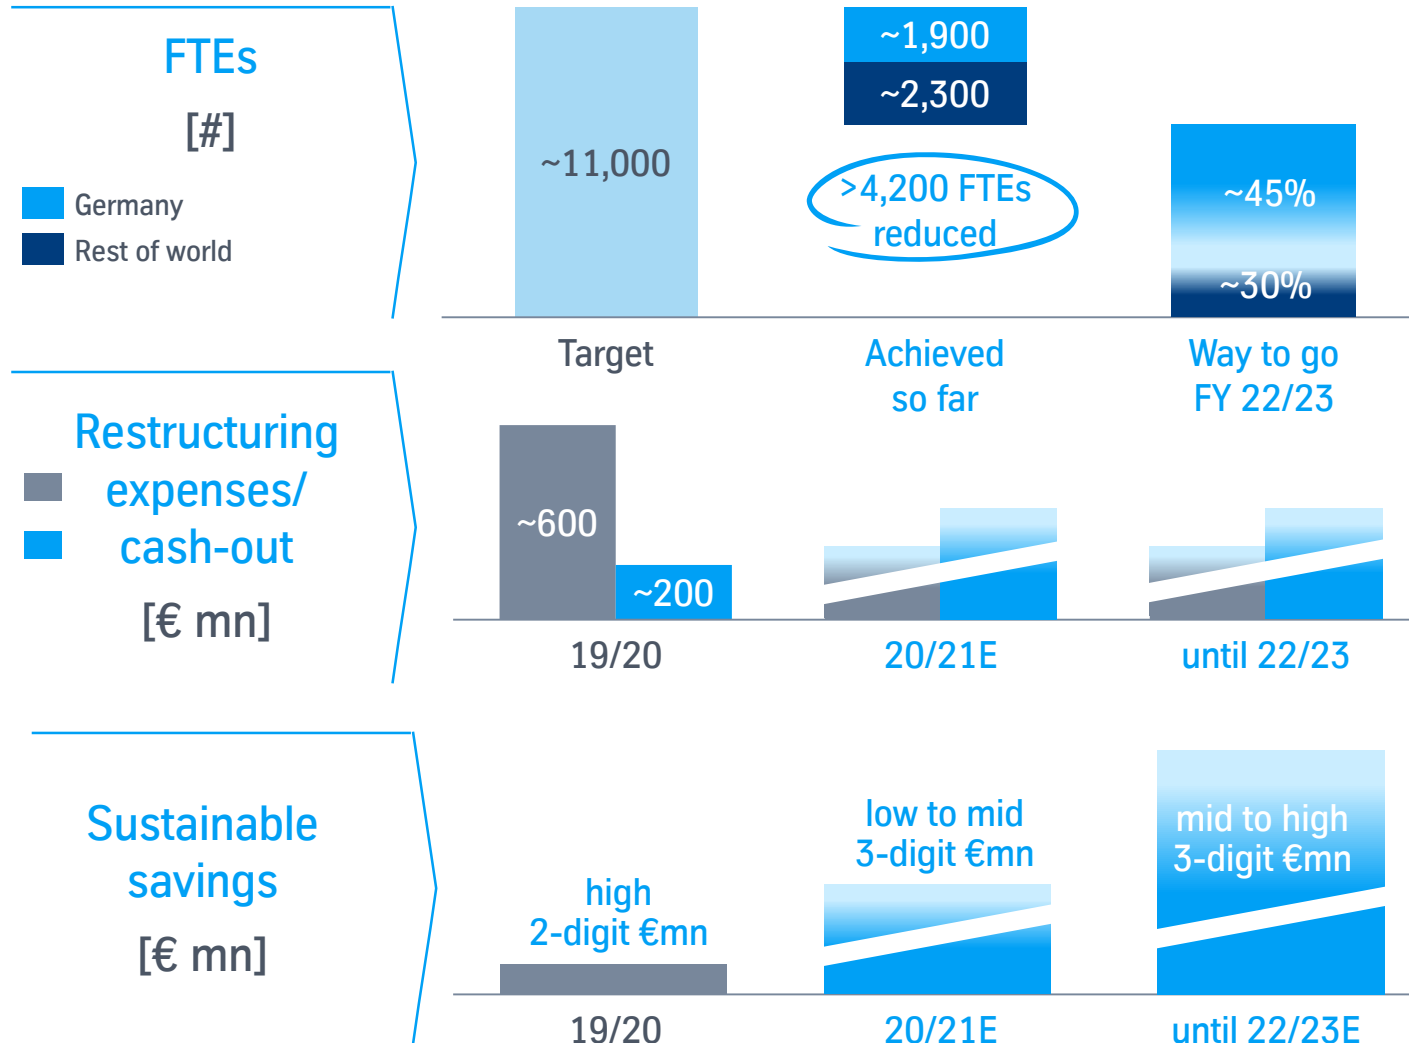 FTEs
[#]
Germany
Rest of world
~11,000
~1,900
~2,300
>4,200 FTEs
reduced
~45%
~30%
Target
Achieved
so far
Way to go
FY 22/23
Restructuring
expenses/
cash-out
[€ mn]
~600
~200
19/20
20/21E
until 22/23
Sustainable
savings
[€ mn]
high
2-digit €mn
low to mid
3-digit €mn
mid to high
3-digit €mn
19/20
20/21E
until 22/23E